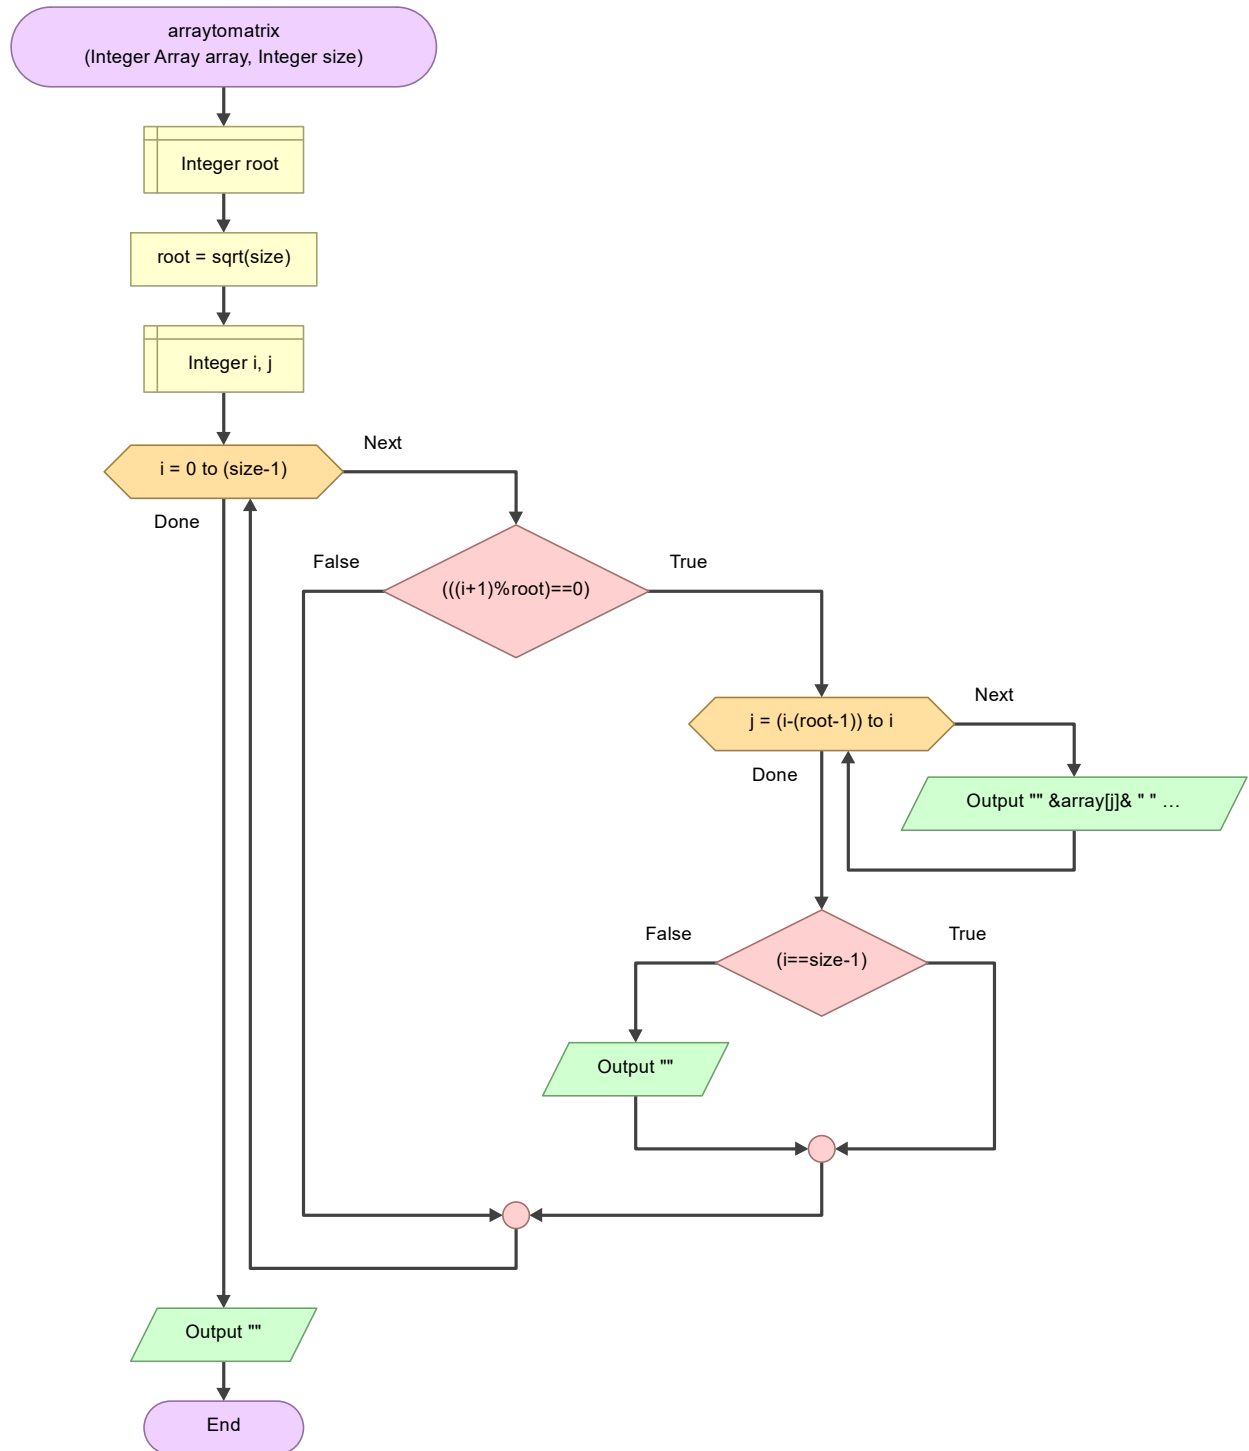 arraytomatrix
(Integer Array array, Integer size)
Integer root
root = sqrt(size)
Integer i, j
i = 0 to (size-1)
Next
Done
(((i+1)%root)==0)
False
True
j = (i-(root-1)) to i
Next
Done
Output "" &array[j]& " " …
(i==size-1)
False
True
Output ""
Output ""
End